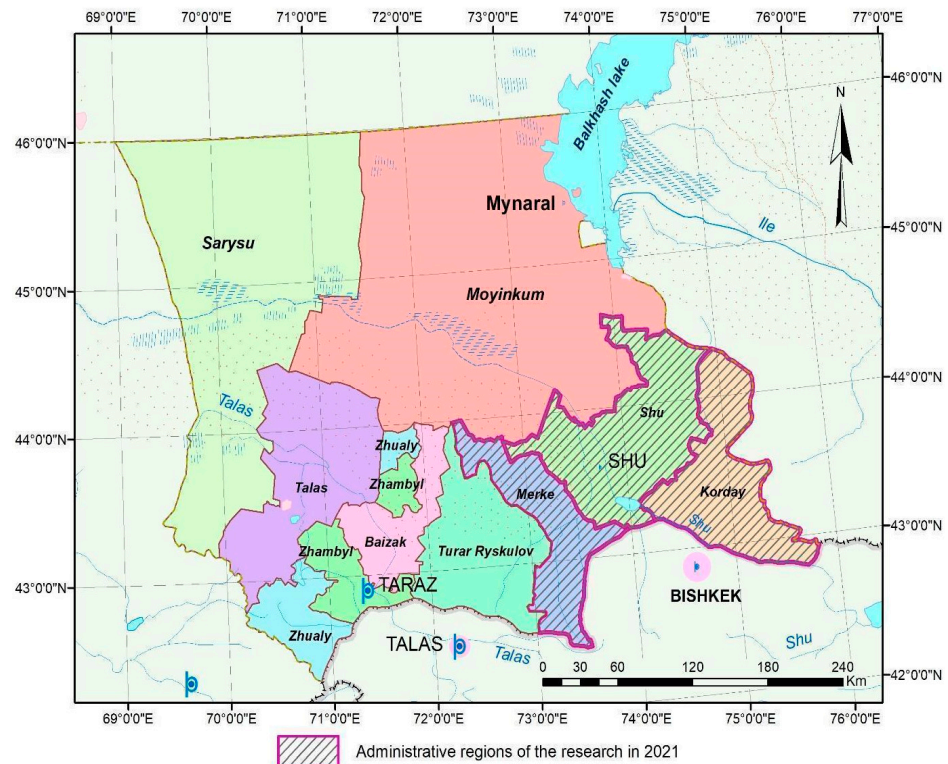 69°0'0"E 70°0'0"E 71°0'0"E 72°0'0"E 73°0'0"E 74°0'0"E 75°0'0"E 76°0'0"E 77°0'0"E
46°0'0"N
Balkhash lake
N
46°0'0"N
Mynaral
Ile
45°0'0"N
Sarysu
45°0'0"N
Moyinkum
44°0'0"N
Talas
Shu
44°0'0"N
Zhualy
SHU
Zhambyl
Talas
Merke
Korday
Shu
43°0'0"N
Zhambyl
Baizak
Turar Ryskulov
43°0'0"N
TARAZ
BISHKEK
Zhualy
TALAS
Talas
Shu
0 30 60 120 180 240
Km
42°0'0"N
69°0'0"E 70°0'0"E 71°0'0"E 72°0'0"E 73°0'0"E 74°0'0"E 75°0'0"E 76°0'0"E
Administrative regions of the research in 2021